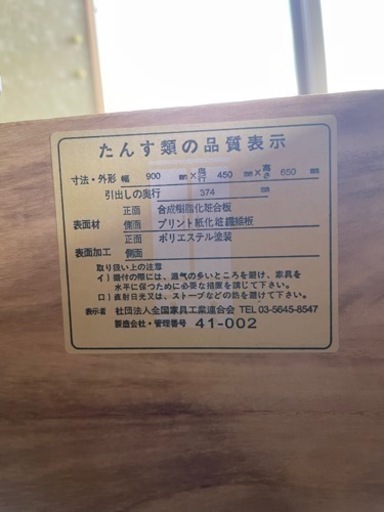 たんす類の品質表示
寸法・外形 幅 900 mm×奥行 450 mm×高さ 650 mm
引出しの奥行 374 mm
表面材 正面 合成樹脂化粧合板
側面 プリント紙化粧繊維板
表面加工 正面 ポリエステル塗装
側面
取り扱い上の注意
イ）据付の際には、湿気の多いところを避け、家具を
水平に保つために必要な措置を講じて下さい。
ロ）直射日光又は、ストーブなどの熱を避けて下さい。
表示者 社団法人全国家具工業連合会 TEL 03-5645-8547
製造会社・管理番号 41-002